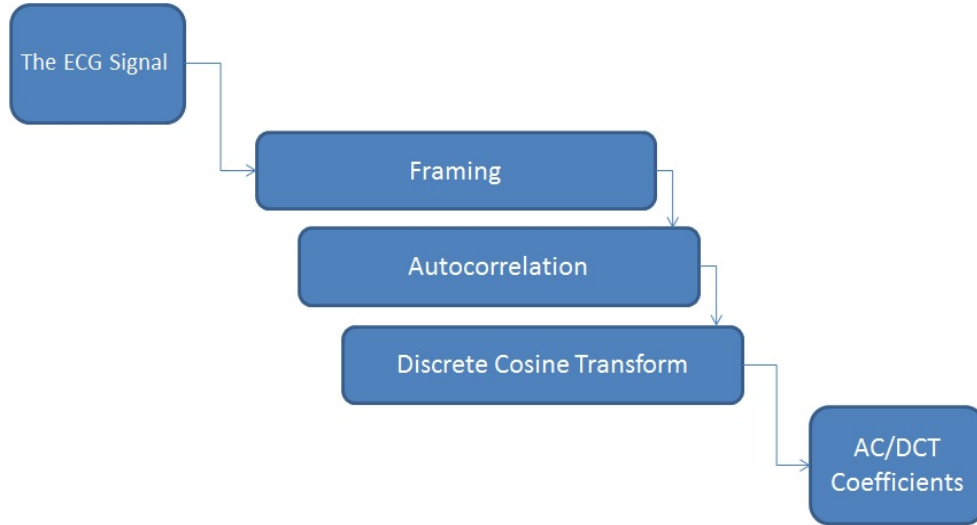 The ECG Signal
Framing
Autocorrelation
Discrete Cosine Transform
AC/DCT
Coefficients